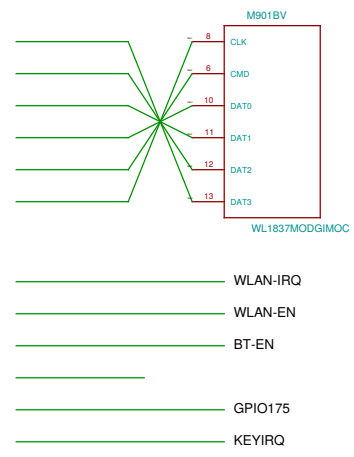 M901BV
8 CLK
6 CMD
10 DAT0
11 DAT1
12 DAT2
13 DAT3
WL1837MODGIMOC
WLAN-IRQ
WLAN-EN
BT-EN
GPIO175
KEYIRQ